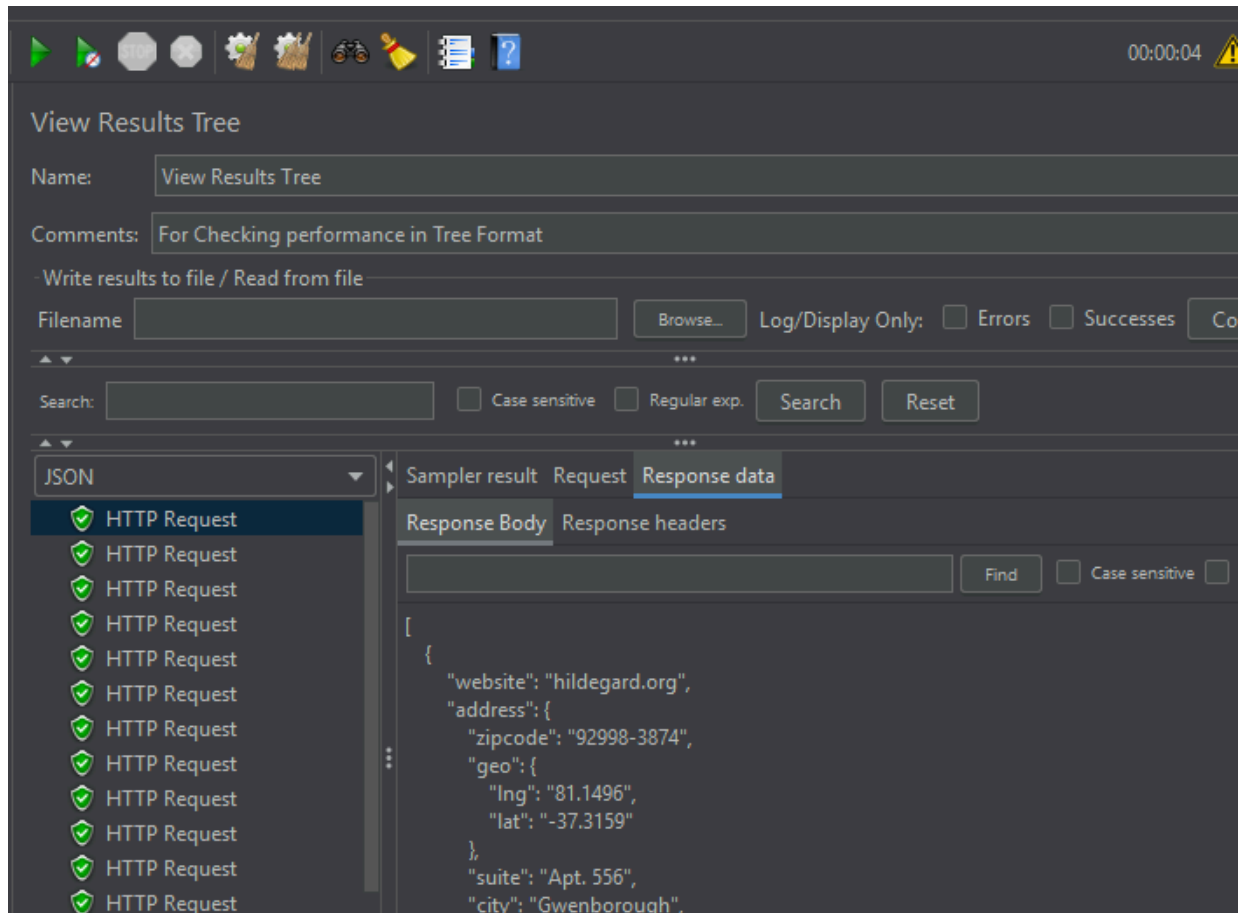 STOP
00:00:04
View Results Tree
Name: View Results Tree
Comments: For Checking performance in Tree Format
Write results to file / Read from file
Filename Browse... Log/Display Only: Errors Successes Co
Search: Case sensitive Regular exp. Search Reset
JSON
HTTP Request
HTTP Request
HTTP Request
HTTP Request
HTTP Request
HTTP Request
HTTP Request
HTTP Request
HTTP Request
HTTP Request
HTTP Request
HTTP Request
Sampler result Request Response data
Response Body Response headers
Find Case sensitive
[
{
"website": "hildegard.org",
"address": {
"zipcode": "92998-3874",
"geo": {
"lng": "81.1496",
"lat": "-37.3159"
},
"suite": "Apt. 556",
"city": "Gwenborough",